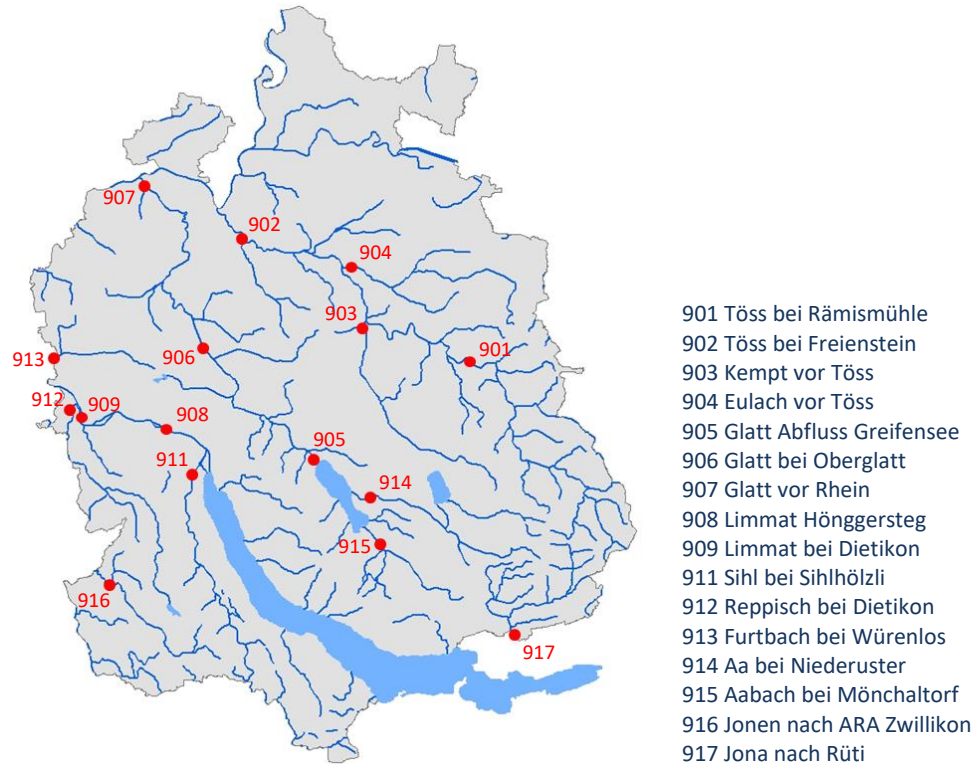 907
902
904
903
906
901
913
912
909
908
905
911
914
915
916
917
901 Töss bei Rämismühle
902 Töss bei Freienstein
903 Kempt vor Töss
904 Eulach vor Töss
905 Glatt Abfluss Greifensee
906 Glatt bei Oberglatt
907 Glatt vor Rhein
908 Limmat Hönggersteg
909 Limmat bei Dietikon
911 Sihl bei Sihlhölzli
912 Reppisch bei Dietikon
913 Furtbach bei Würenlos
914 Aa bei Niederuster
915 Aabach bei Mönchaltorf
916 Jonen nach ARA Zwillikon
917 Jona nach Rüti